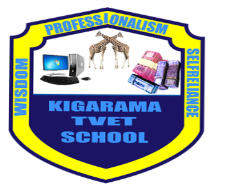 WISDOM
PROFESSIONALISM
SELFRELIANCE
KIGARAMA
TVET
SCHOOL